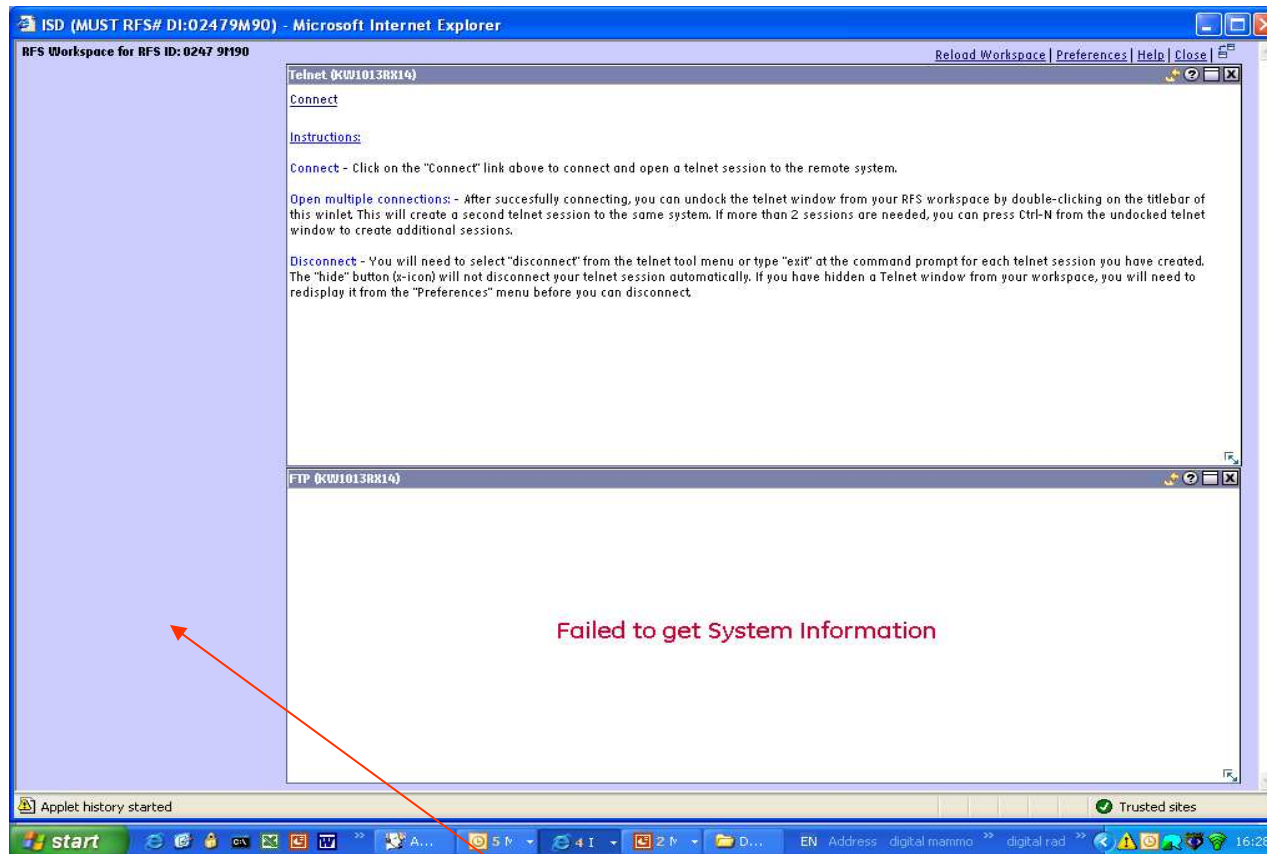 ISD (MUST RFS# DI:02479M90) - Microsoft Internet Explorer
RFS Workspace for RFS ID: 0247 9M90
Reload Workspace | Preferences | Help | Close |
Telnet (KW1013RX14)
Connect
Instructions:
Connect - Click on the "Connect" link above to connect and open a telnet session to the remote system.
Open multiple connections: - After succesfully connecting, you can undock the telnet window from your RFS workspace by double-clicking on the titlebar of
this winlet. This will create a second telnet session to the same system. If more than 2 sessions are needed, you can press Ctrl-N from the undocked telnet
window to create additional sessions.
Disconnect - You will need to select "disconnect" from the telnet tool menu or type "exit" at the command prompt for each telnet session you have created.
The "hide" button (x-icon) will not disconnect your telnet session automatically. If you have hidden a Telnet window from your workspace, you will need to
redisplay it from the "Preferences" menu before you can disconnect.
FTP (KW1013RX14)
Failed to get System Information
Applet history started
Trusted sites
start
A...
5 M
4 I
2 M
D...
EN Address digital mammo » digital rad »
16:28